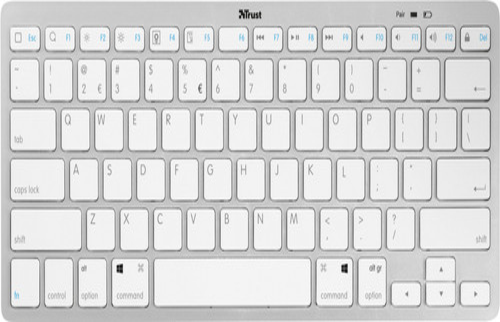 Trust
Pair
Esc F1 F2 F3 F4 F5 F6 F7 F8 F9 F10 F11 F12 Del
~ ! @ # $ % ^ & * ( ) - +
` 1 2 € 3 4 5 € 6 7 8 9 0 - =
tab Q W E R T Y U I O P { [ } ] | \
caps lock A S D F G H J K L : ; " '
shift Z X C V B N M < , > . ? / shift
fn control alt option ⌘ command ⌘ command alt gr option